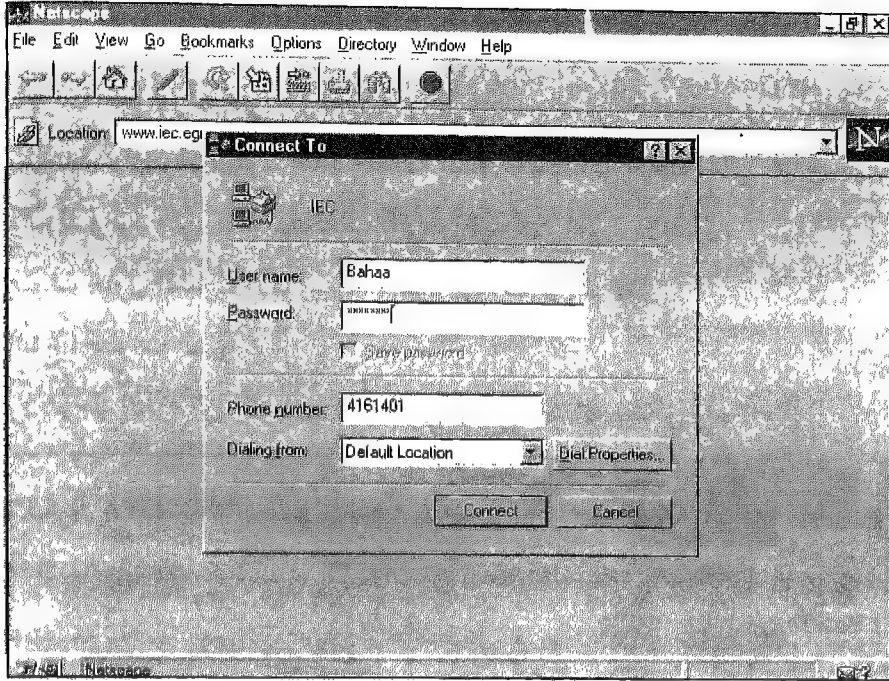 Netscape
File Edit View Go Bookmarks Options Directory Window Help
Location: www.iec.egn
Connect To
IEC
User name: Bahaa
Password: ********
Save password
Phone number: 4161401
Dialing from: Default Location Dial Properties...
Connect Cancel
Netscape